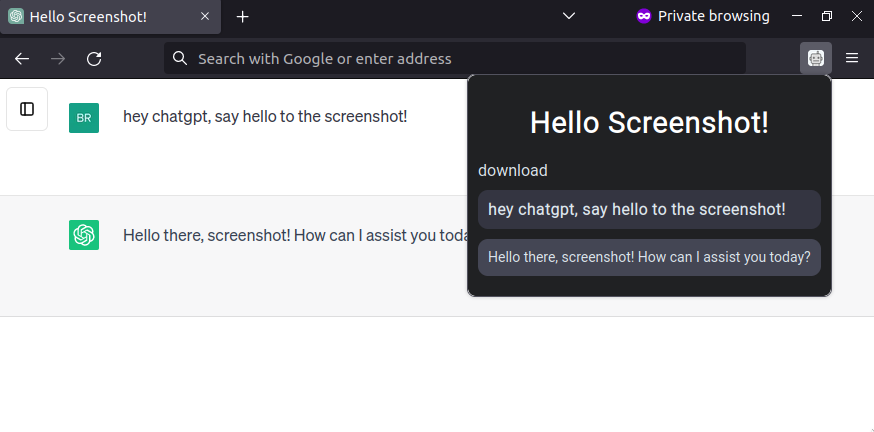 Hello Screenshot!
Private browsing
Search with Google or enter address
BR
hey chatgpt, say hello to the screenshot!
Hello there, screenshot! How can I assist you toda
Hello Screenshot!
download
hey chatgpt, say hello to the screenshot!
Hello there, screenshot! How can I assist you today?